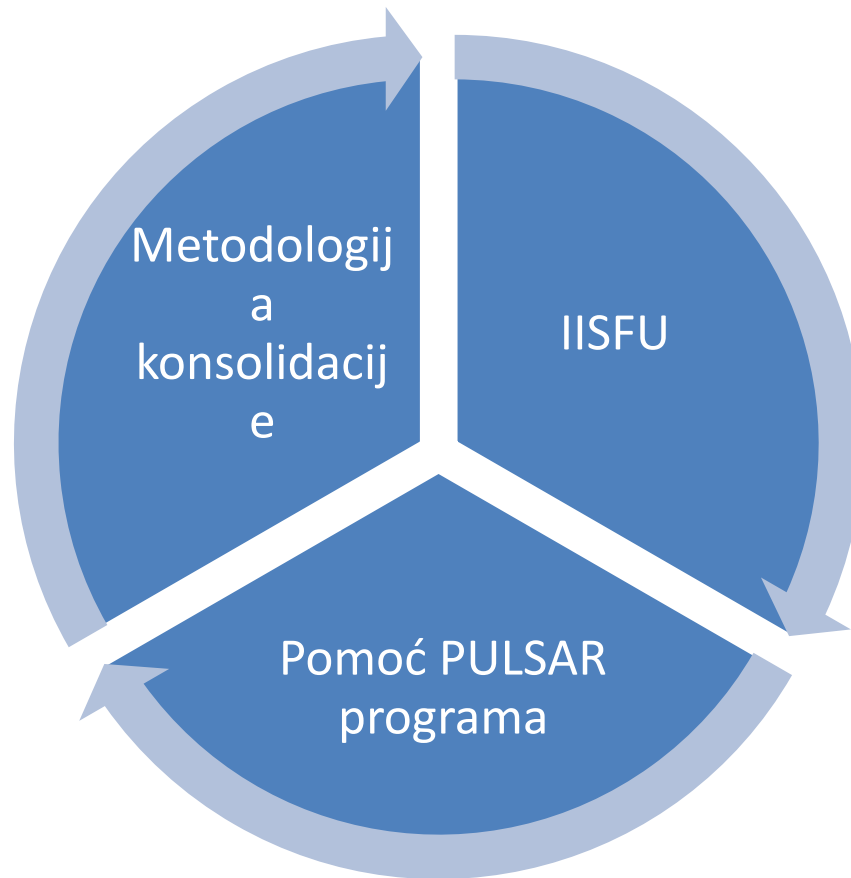 Metodologij
a
konsolidacij
e
IISFU
Pomoć PULSAR
programa